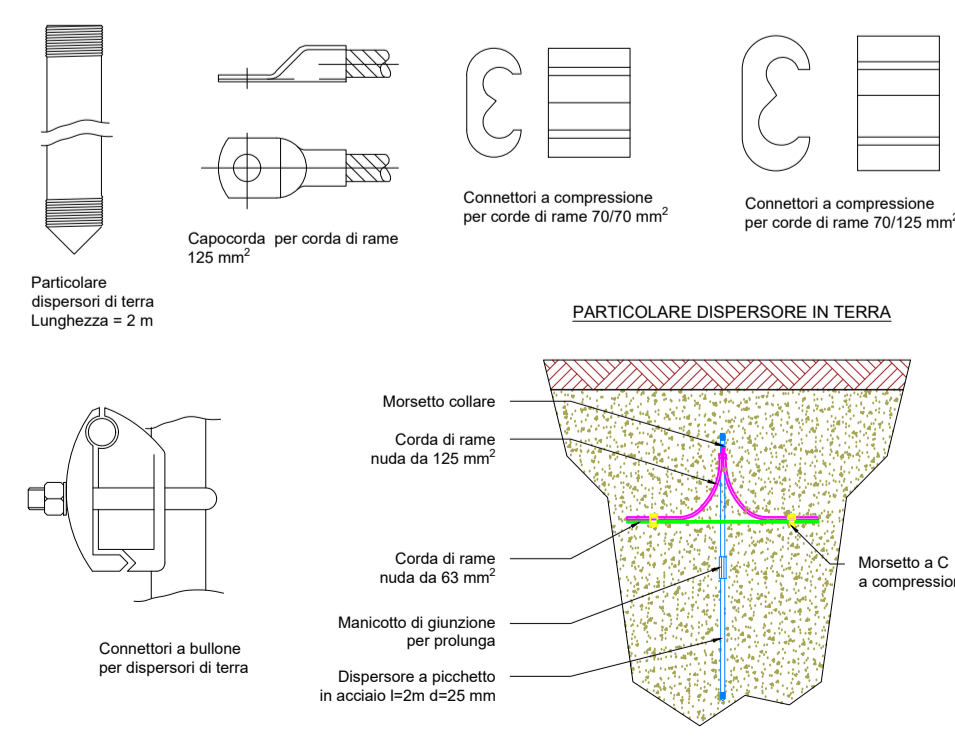 Particolare
dispersori di terra
Lunghezza = 2 m
Capocorda per corda di rame
125 mm²
Connettori a compressione
per corde di rame 70/70 mm²
Connettori a compressione
per corde di rame 70/125 mm²
PARTICOLARE DISPERSORE IN TERRA
Connettori a bullone
per dispersori di terra
Morsetto collare
Corda di rame
nuda da 125 mm²
Corda di rame
nuda da 63 mm²
Manicotto di giunzione
per prolunga
Dispersore a picchetto
in acciaio l=2m d=25 mm
Morsetto a C
a compression